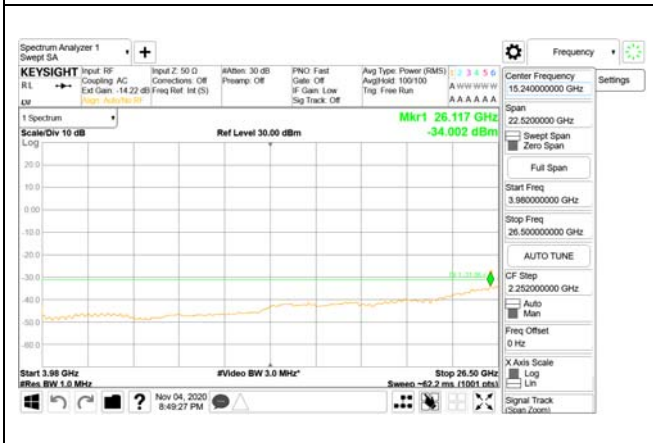 Spectrum Analyzer 1
Swept SA
Frequency
KEYSIGHT
RL
Input: RF
Coupling: AC
Ext Gain: -14.22 dB
Align: Auto/No RF
Input Z: 50 Ω
Corrections: Off
Freq Ref: Int (S)
#Atten: 30 dB
Preamp: Off
PNO: Fast
Gate: Off
IF Gain: Low
Sig Track: Off
Avg Type: Power (RMS)
Avg|Hold: 100/100
Trig: Free Run
1 2 3 4 5 6
A W W W W W
A A A A A A
1 Spectrum
Scale/Div 10 dB
Log
Ref Level 30.00 dBm
Mkr1 26.117 GHz
-34.002 dBm
20.0
10.0
0.00
-10.0
-20.0
-30.0
-40.0
-50.0
-60.0
Start 3.98 GHz
#Res BW 1.0 MHz
#Video BW 3.0 MHz*
Stop 26.50 GHz
Sweep ~62.2 ms (1001 pts)
Nov 04, 2020
8:49:27 PM
Center Frequency
15.240000000 GHz
Settings
Span
22.5200000 GHz
Swept Span
Zero Span
Full Span
Start Freq
3.980000000 GHz
Stop Freq
26.500000000 GHz
AUTO TUNE
CF Step
2.252000000 GHz
Auto
Man
Freq Offset
0 Hz
X Axis Scale
Log
Lin
Signal Track
(Span Zoom)